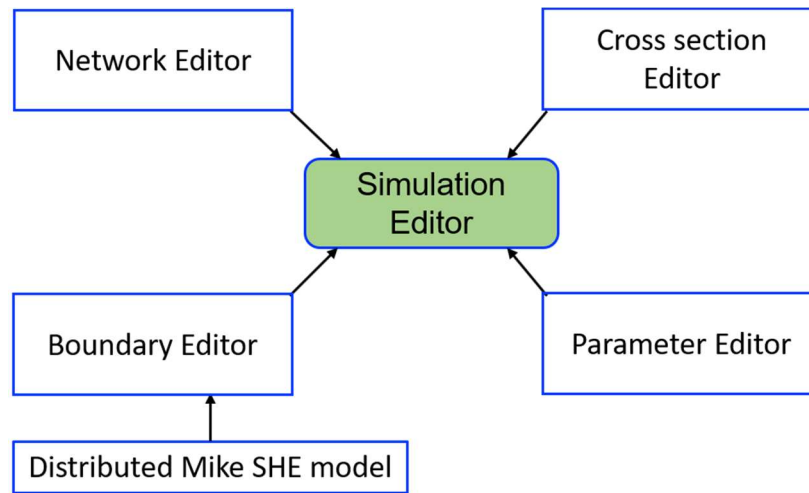 Network Editor
Cross section
Editor
Simulation
Editor
Boundary Editor
Parameter Editor
Distributed Mike SHE model